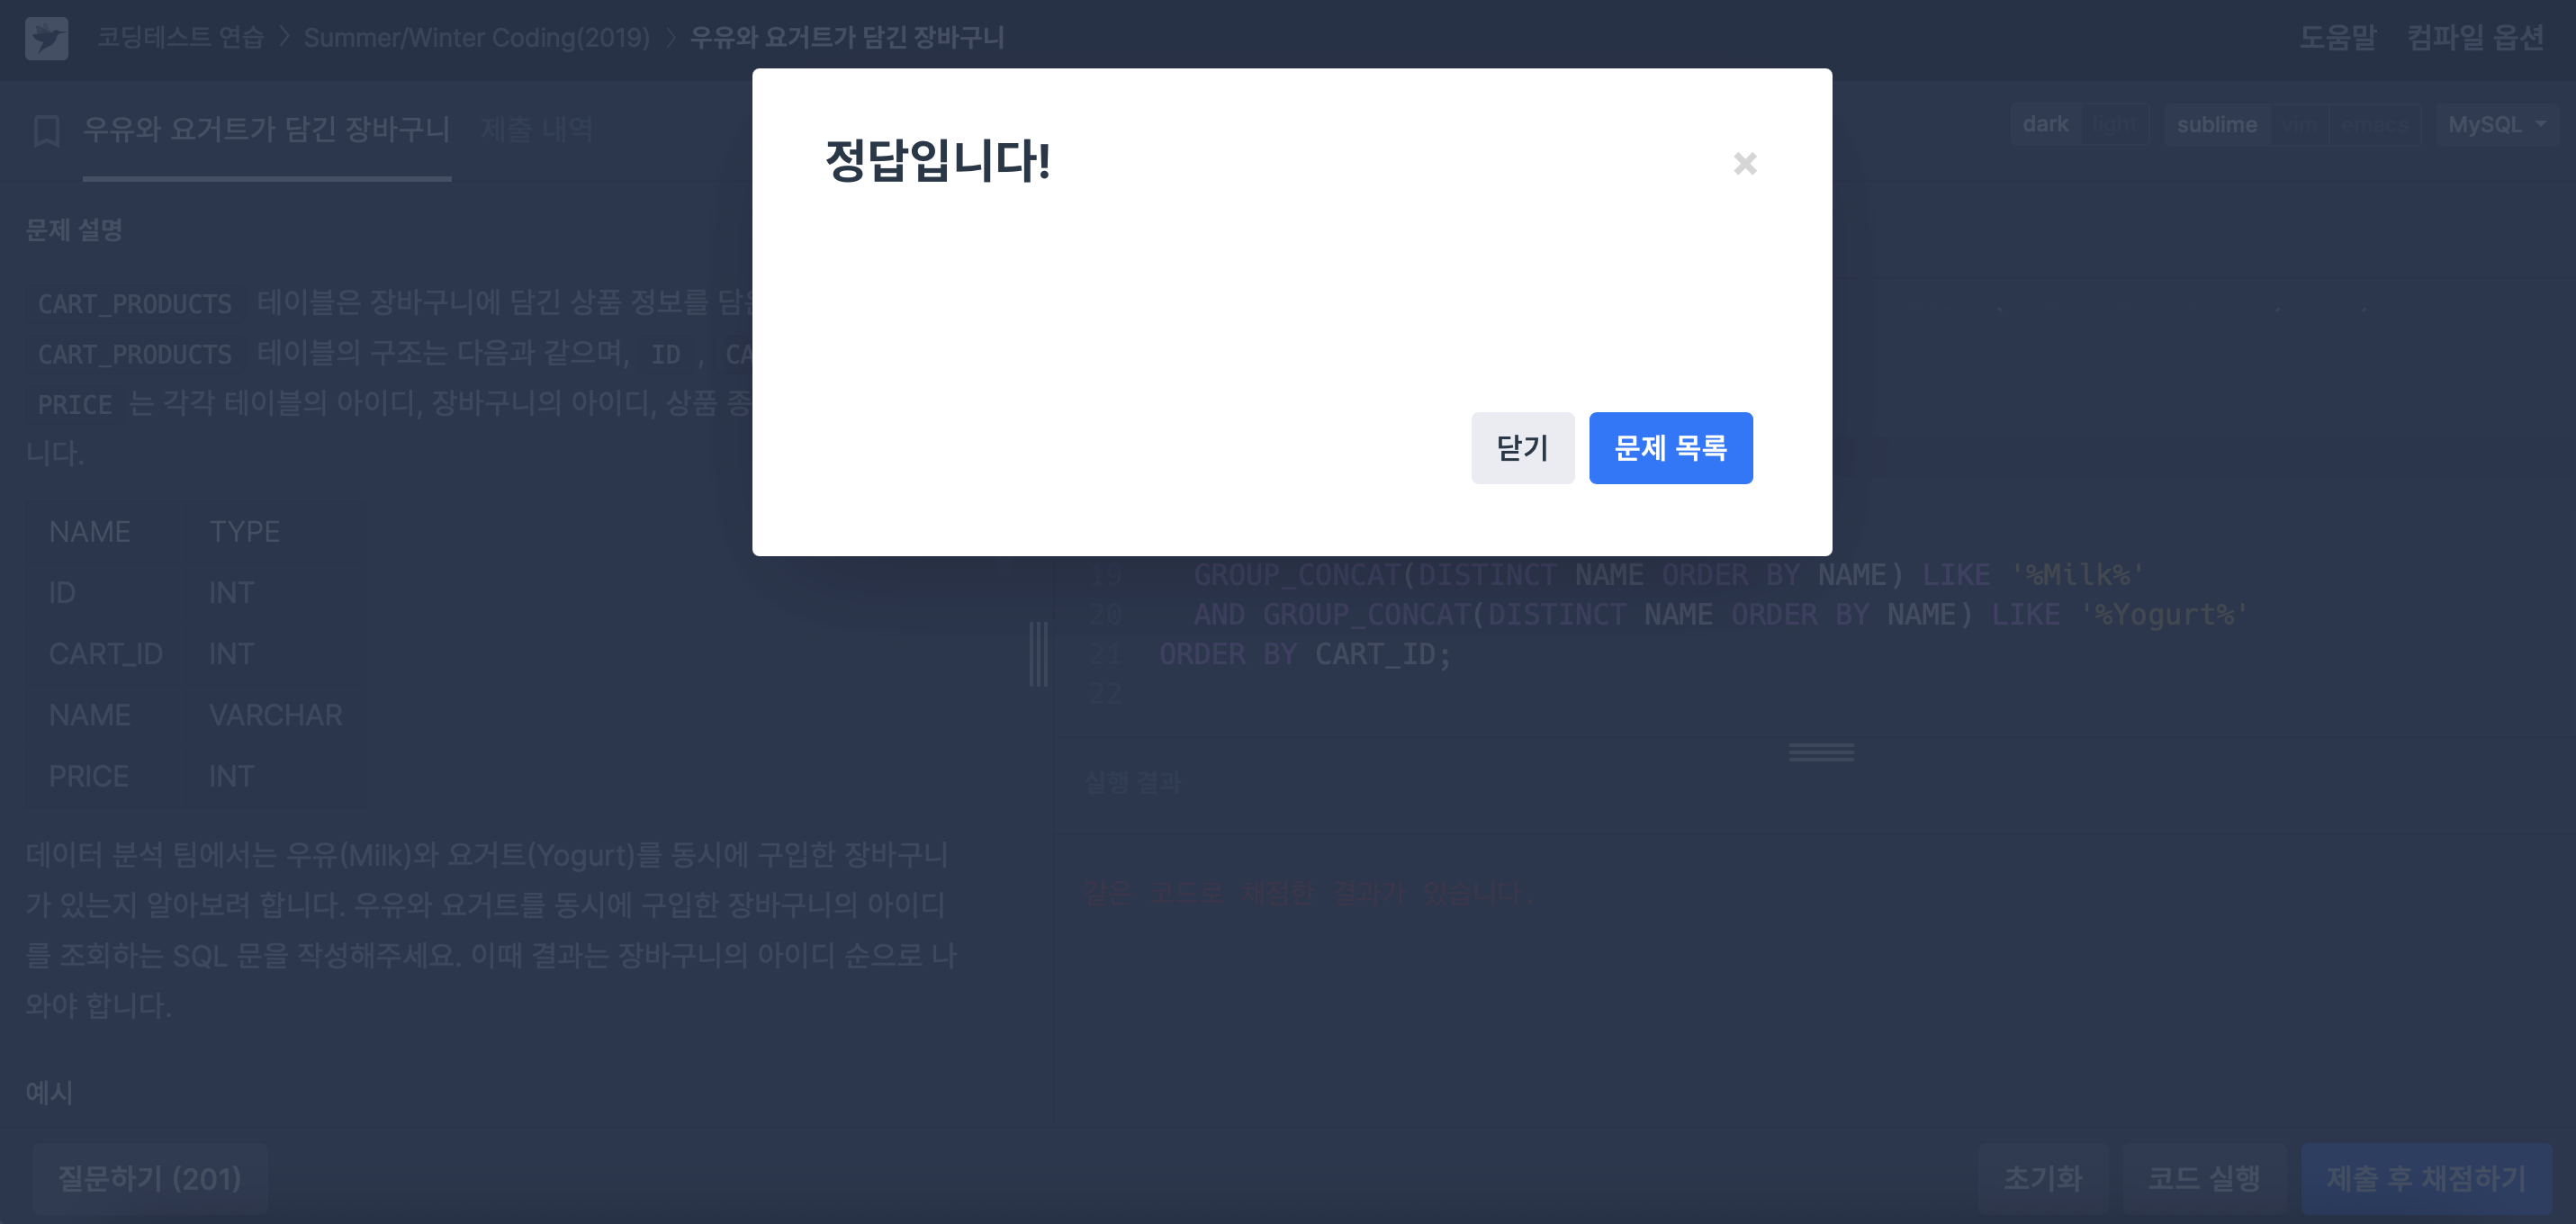 코딩테스트 연습 > Summer/Winter Coding(2019) > 우유와 요거트가 담긴 장바구니
도움말 컴파일 옵션
우유와 요거트가 담긴 장바구니 제출 내역
dark light sublime vim emacs MySQL
정답입니다!
닫기 문제 목록
문제 설명
CART_PRODUCTS 테이블은 장바구니에 담긴 상품 정보를
CART_PRODUCTS 테이블의 구조는 다음과 같으며, ID ,
PRICE 는 각각 테이블의 아이디, 장바구니의 아이디, 상품
니다.
NAME TYPE
ID INT
CART_ID INT
NAME VARCHAR
PRICE INT
데이터 분석 팀에서는 우유(Milk)와 요거트(Yogurt)를 동시에 구입한 장바구니
가 있는지 알아보려 합니다. 우유와 요거트를 동시에 구입한 장바구니의 아이디
를 조회하는 SQL 문을 작성해주세요. 이때 결과는 장바구니의 아이디 순으로 나
와야 합니다.
예시
19 GROUP_CONCAT(DISTINCT NAME ORDER BY NAME) LIKE '%Milk%'
20 AND GROUP_CONCAT(DISTINCT NAME ORDER BY NAME) LIKE '%Yogurt%'
21 ORDER BY CART_ID;
22
실행 결과
같은 코드로 채점한 결과가 있습니다.
질문하기 (201)
초기화 코드 실행 제출 후 채점하기